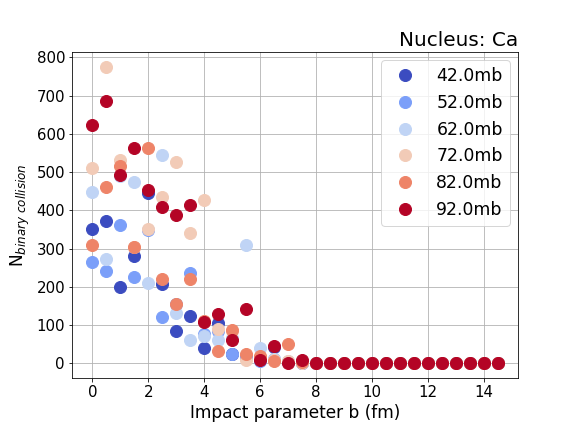 Nucleus: Ca
800
700
600
500
400
300
200
100
0
N_binary collision
42.0mb
52.0mb
62.0mb
72.0mb
82.0mb
92.0mb
0 2 4 6 8 10 12 14
Impact parameter b (fm)